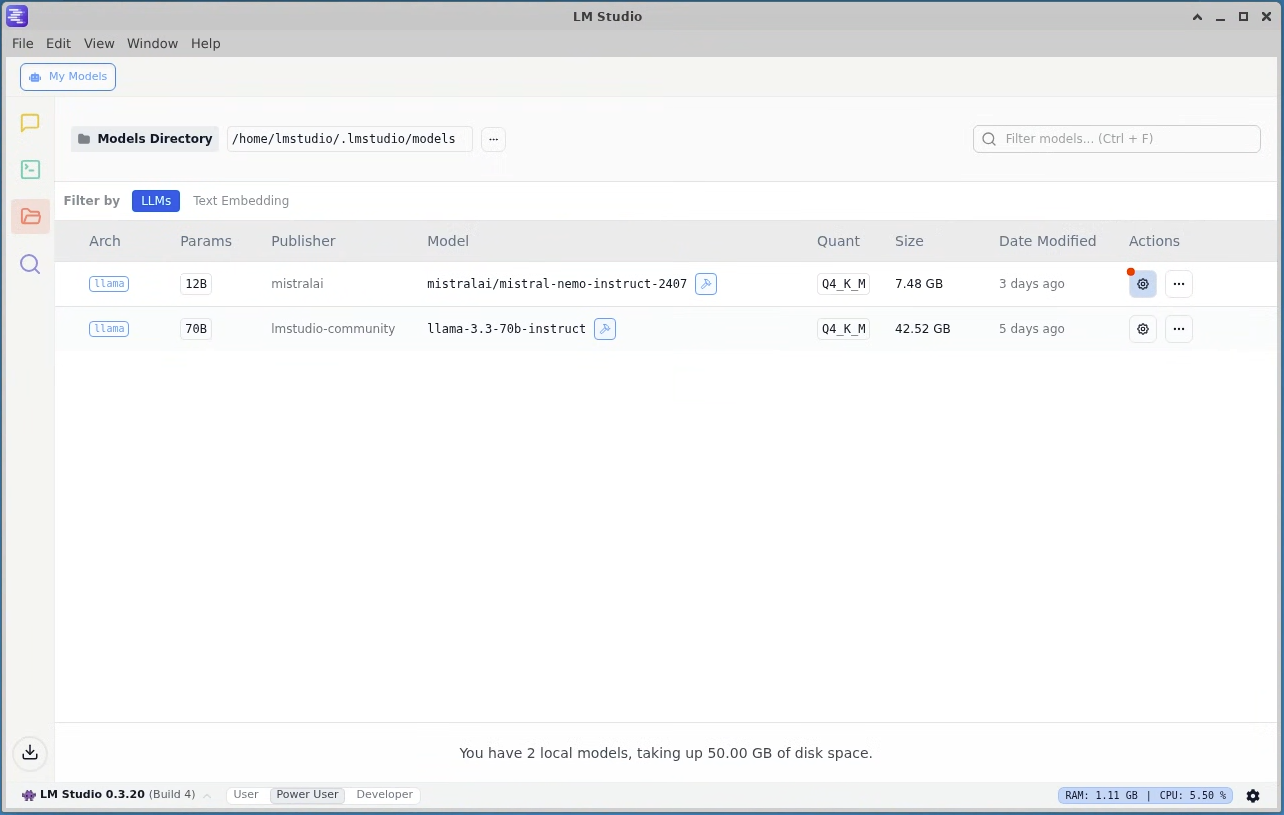 LM Studio
File Edit View Window Help
My Models
Models Directory /home/lmstudio/.lmstudio/models ... Filter models... (Ctrl + F)
Filter by LLMs Text Embedding
Arch Params Publisher Model Quant Size Date Modified Actions
llama 12B mistralai mistralai/mistral-nemo-instruct-2407 Q4_K_M 7.48 GB 3 days ago
llama 70B lmstudio-community llama-3.3-70b-instruct Q4_K_M 42.52 GB 5 days ago
You have 2 local models, taking up 50.00 GB of disk space.
LM Studio 0.3.20 (Build 4) User Power User Developer RAM: 1.11 GB | CPU: 5.50 %